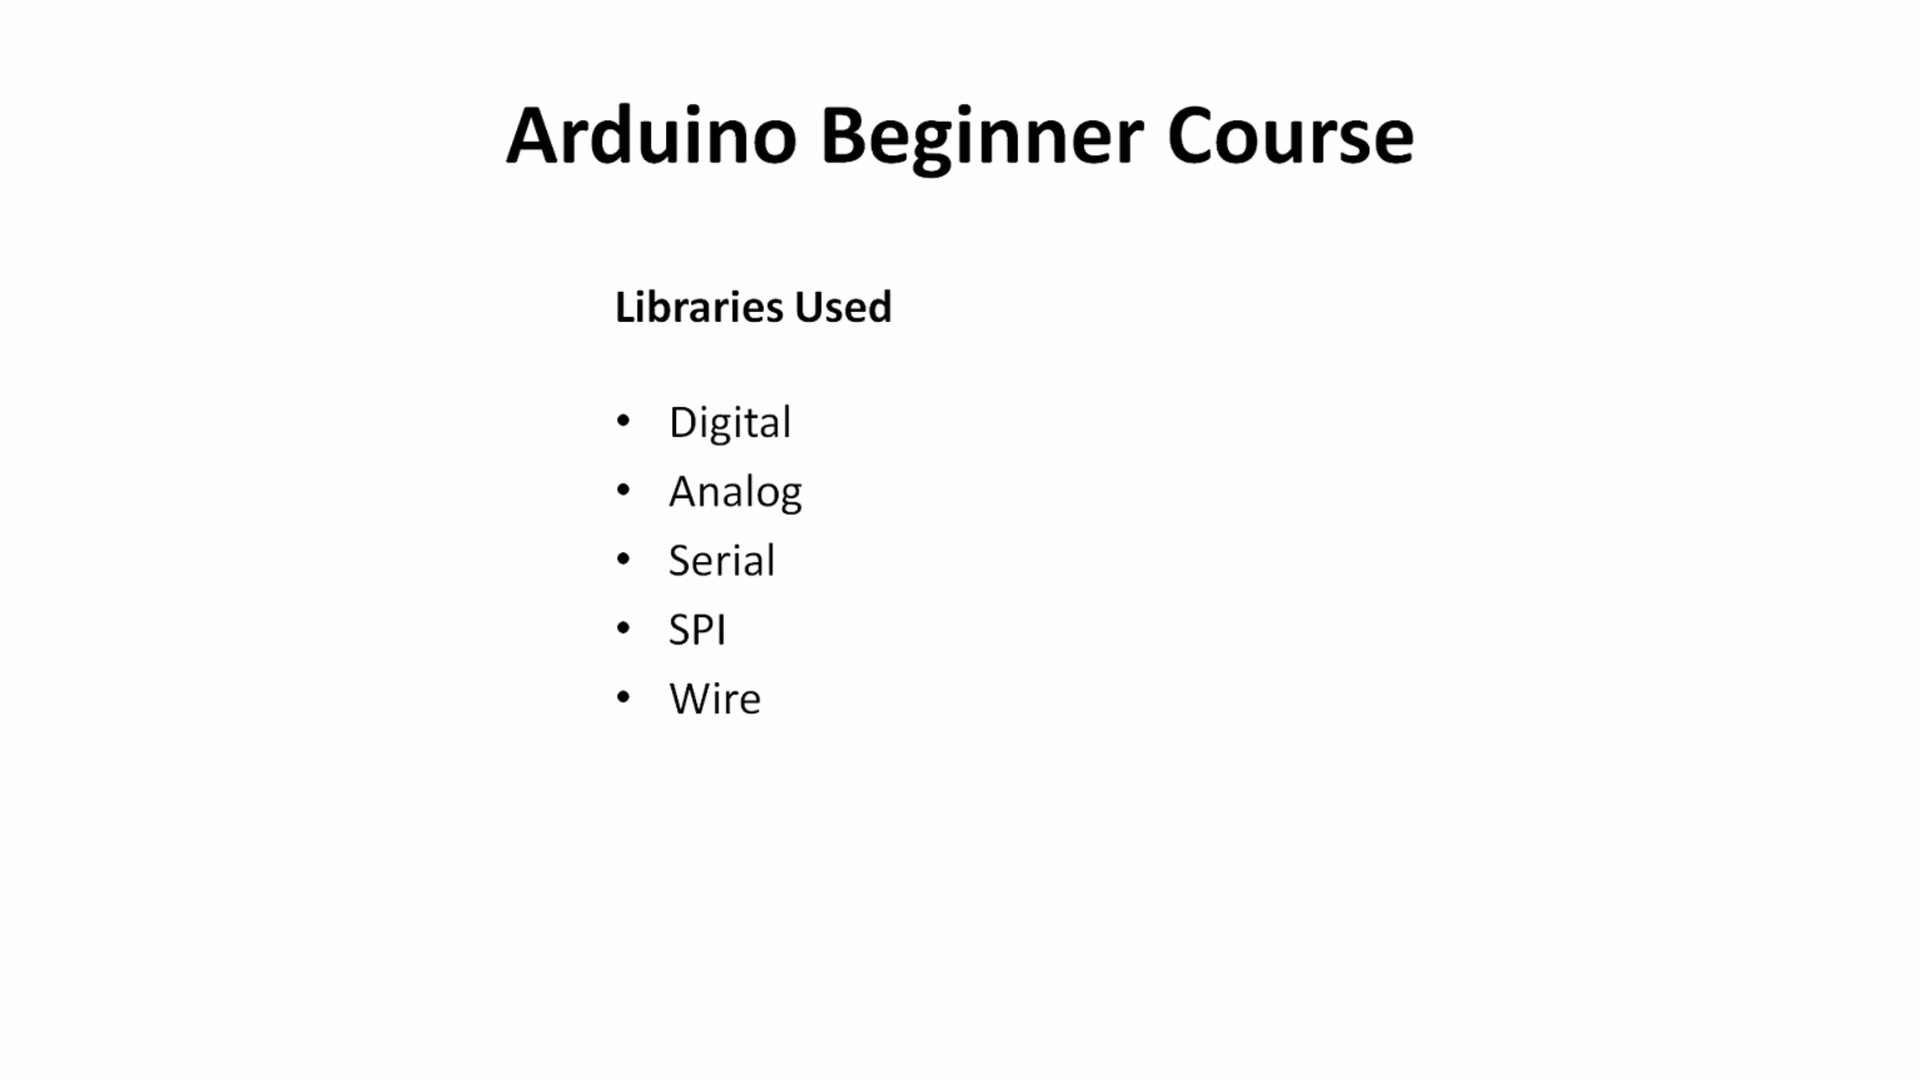 Arduino Beginner Course
Libraries Used
• Digital
• Analog
• Serial
• SPI
• Wire